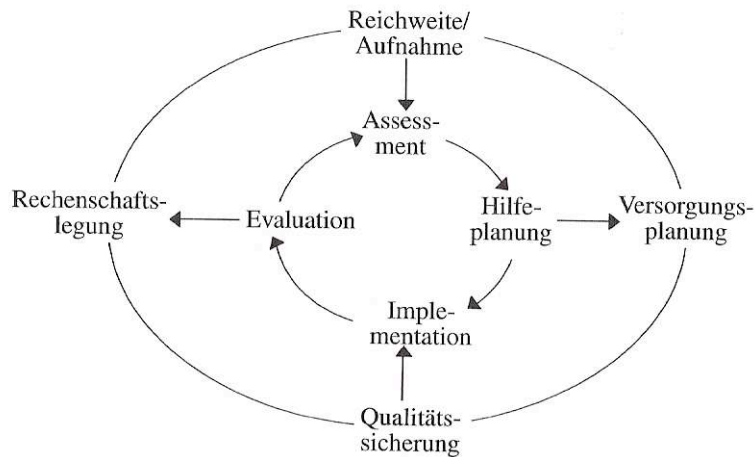 Reichweite/
Aufnahme
Assess-
ment
Rechenschafts-
legung
Evaluation
Hilfe-
planung
Versorgungs-
planung
Imple-
mentation
Qualitäts-
sicherung